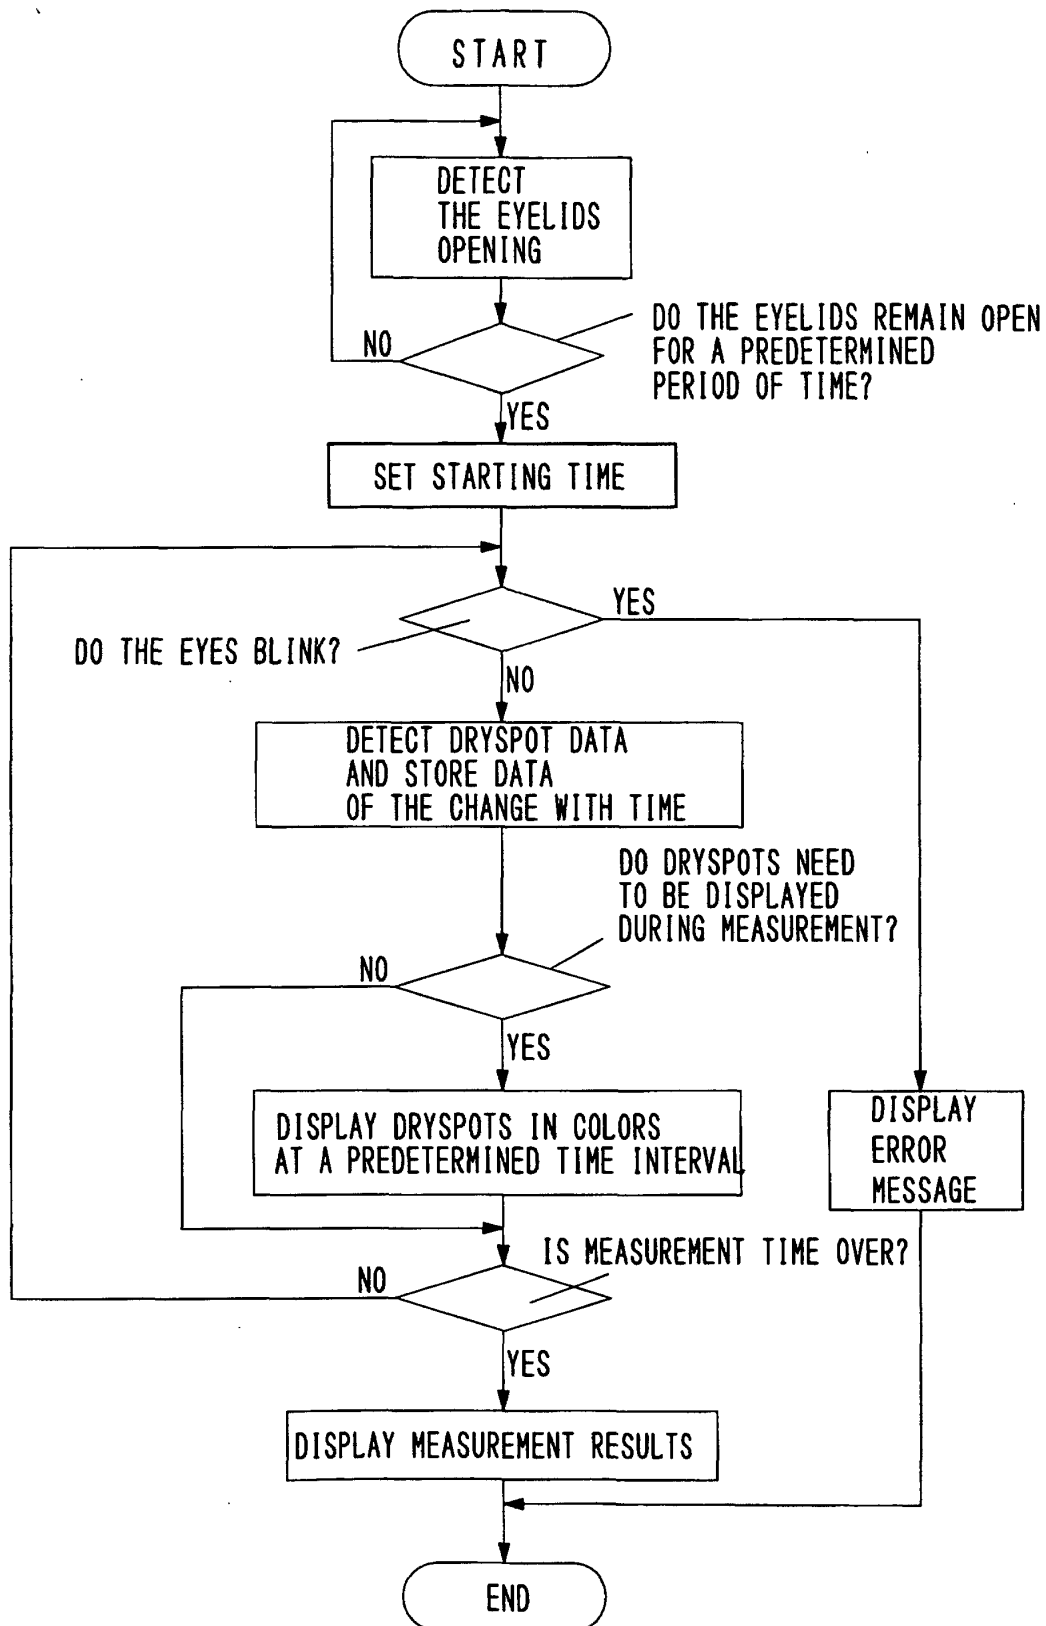 START
DETECT
THE EYELIDS
OPENING
DO THE EYELIDS REMAIN OPEN
FOR A PREDETERMINED
PERIOD OF TIME?
NO
YES
SET STARTING TIME
YES
DO THE EYES BLINK?
NO
DETECT DRYSPOT DATA
AND STORE DATA
OF THE CHANGE WITH TIME
DO DRYSPOTS NEED
TO BE DISPLAYED
DURING MEASUREMENT?
NO
YES
DISPLAY DRYSPOTS IN COLORS
AT A PREDETERMINED TIME INTERVAL
DISPLAY
ERROR
MESSAGE
IS MEASUREMENT TIME OVER?
NO
YES
DISPLAY MEASUREMENT RESULTS
END